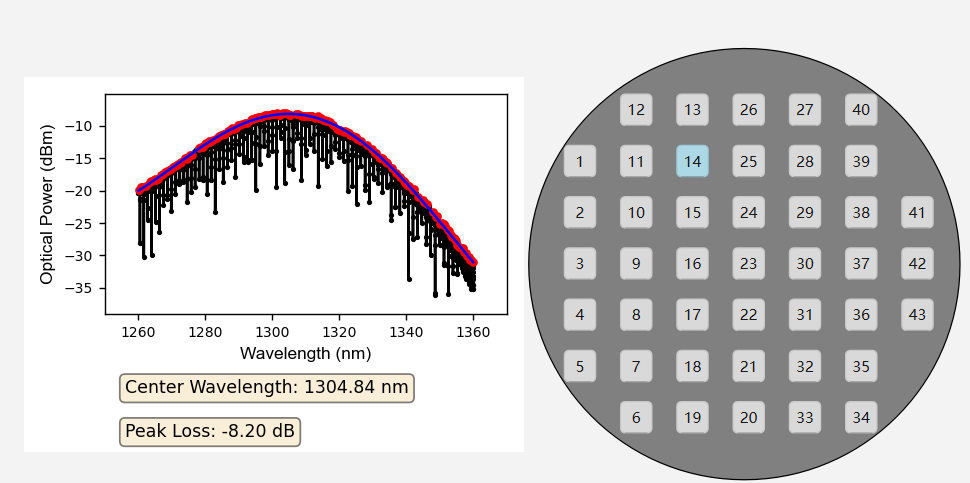 Optical Power (dBm)
−10
−15
−20
−25
−30
−35
1260 1280 1300 1320 1340 1360
Wavelength (nm)
Center Wavelength: 1304.84 nm
Peak Loss: -8.20 dB
12 13 26 27 40
1 11 14 25 28 39
2 10 15 24 29 38 41
3 9 16 23 30 37 42
4 8 17 22 31 36 43
5 7 18 21 32 35
6 19 20 33 34